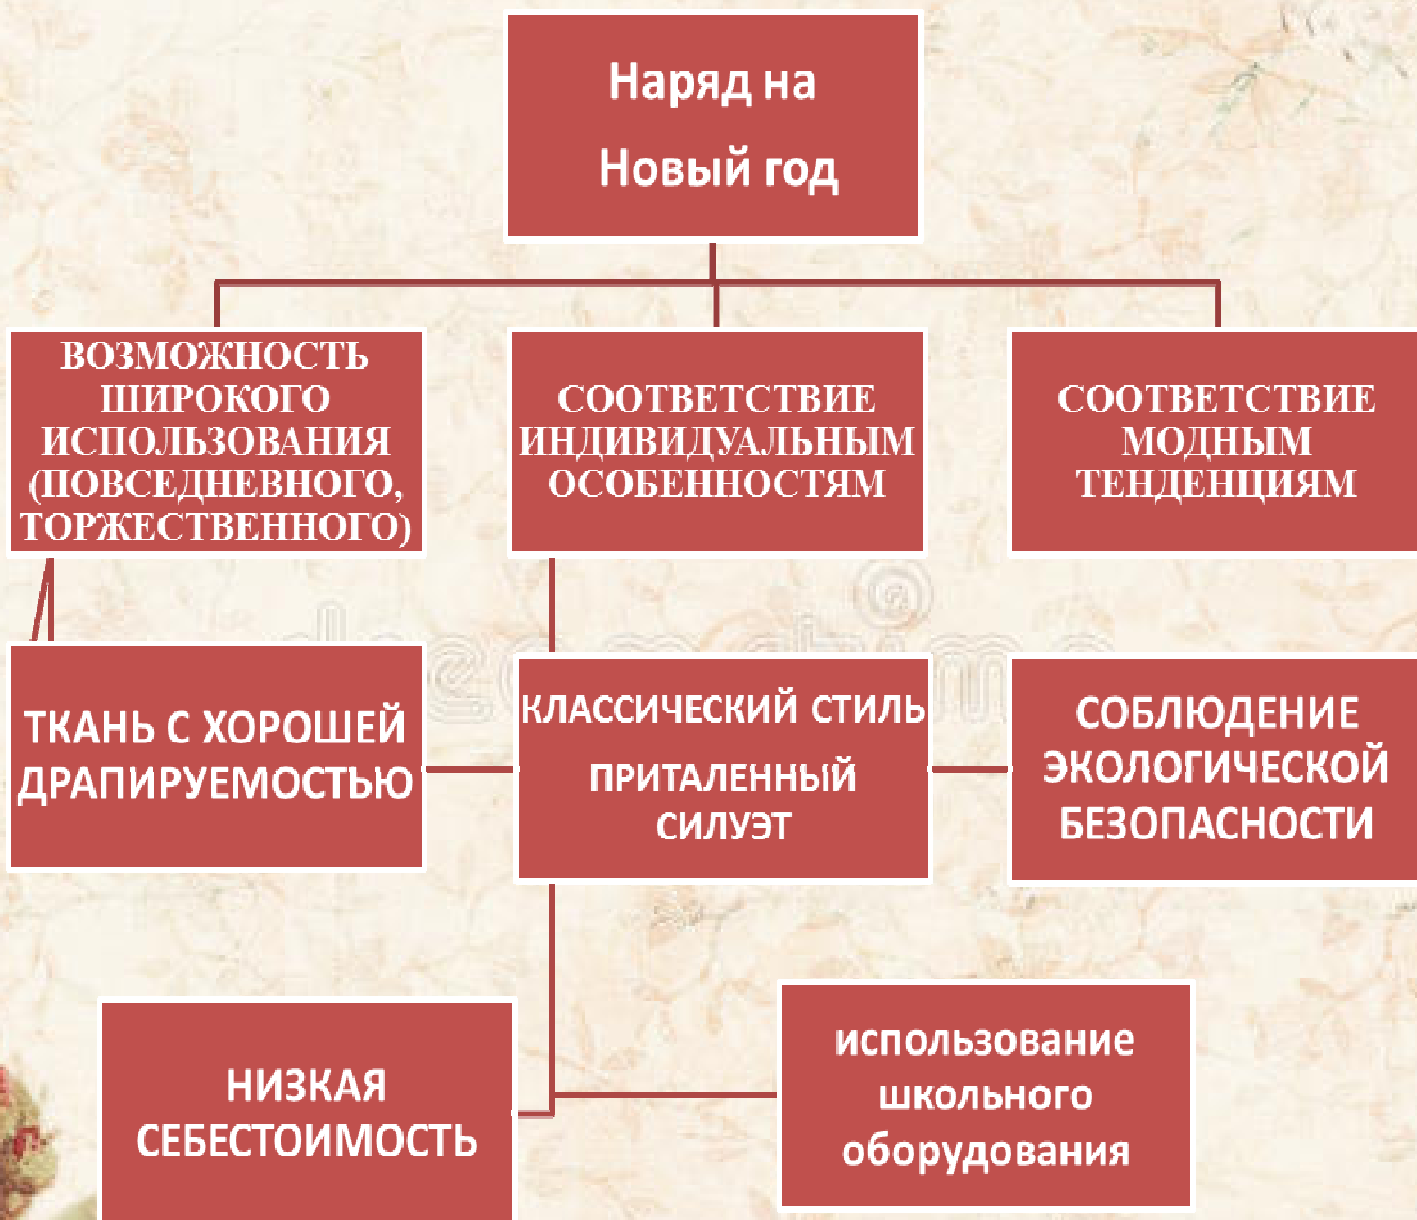 Наряд на
Новый год
ВОЗМОЖНОСТЬ
ШИРОКОГО
ИСПОЛЬЗОВАНИЯ
(ПОВСЕДНЕВНОГО,
ТОРЖЕСТВЕННОГО)
СООТВЕТСТВИЕ
ИНДИВИДУАЛЬНЫМ
ОСОБЕННОСТЯМ
СООТВЕТСТВИЕ
МОДНЫМ
ТЕНДЕНЦИЯМ
ТКАНЬ С ХОРОШЕЙ
ДРАПИРУЕМОСТЬЮ
КЛАССИЧЕСКИЙ СТИЛЬ
ПРИТАЛЕННЫЙ
СИЛУЭТ
СОБЛЮДЕНИЕ
ЭКОЛОГИЧЕСКОЙ
БЕЗОПАСНОСТИ
НИЗКАЯ
СЕБЕСТОИМОСТЬ
использование
школьного
оборудования